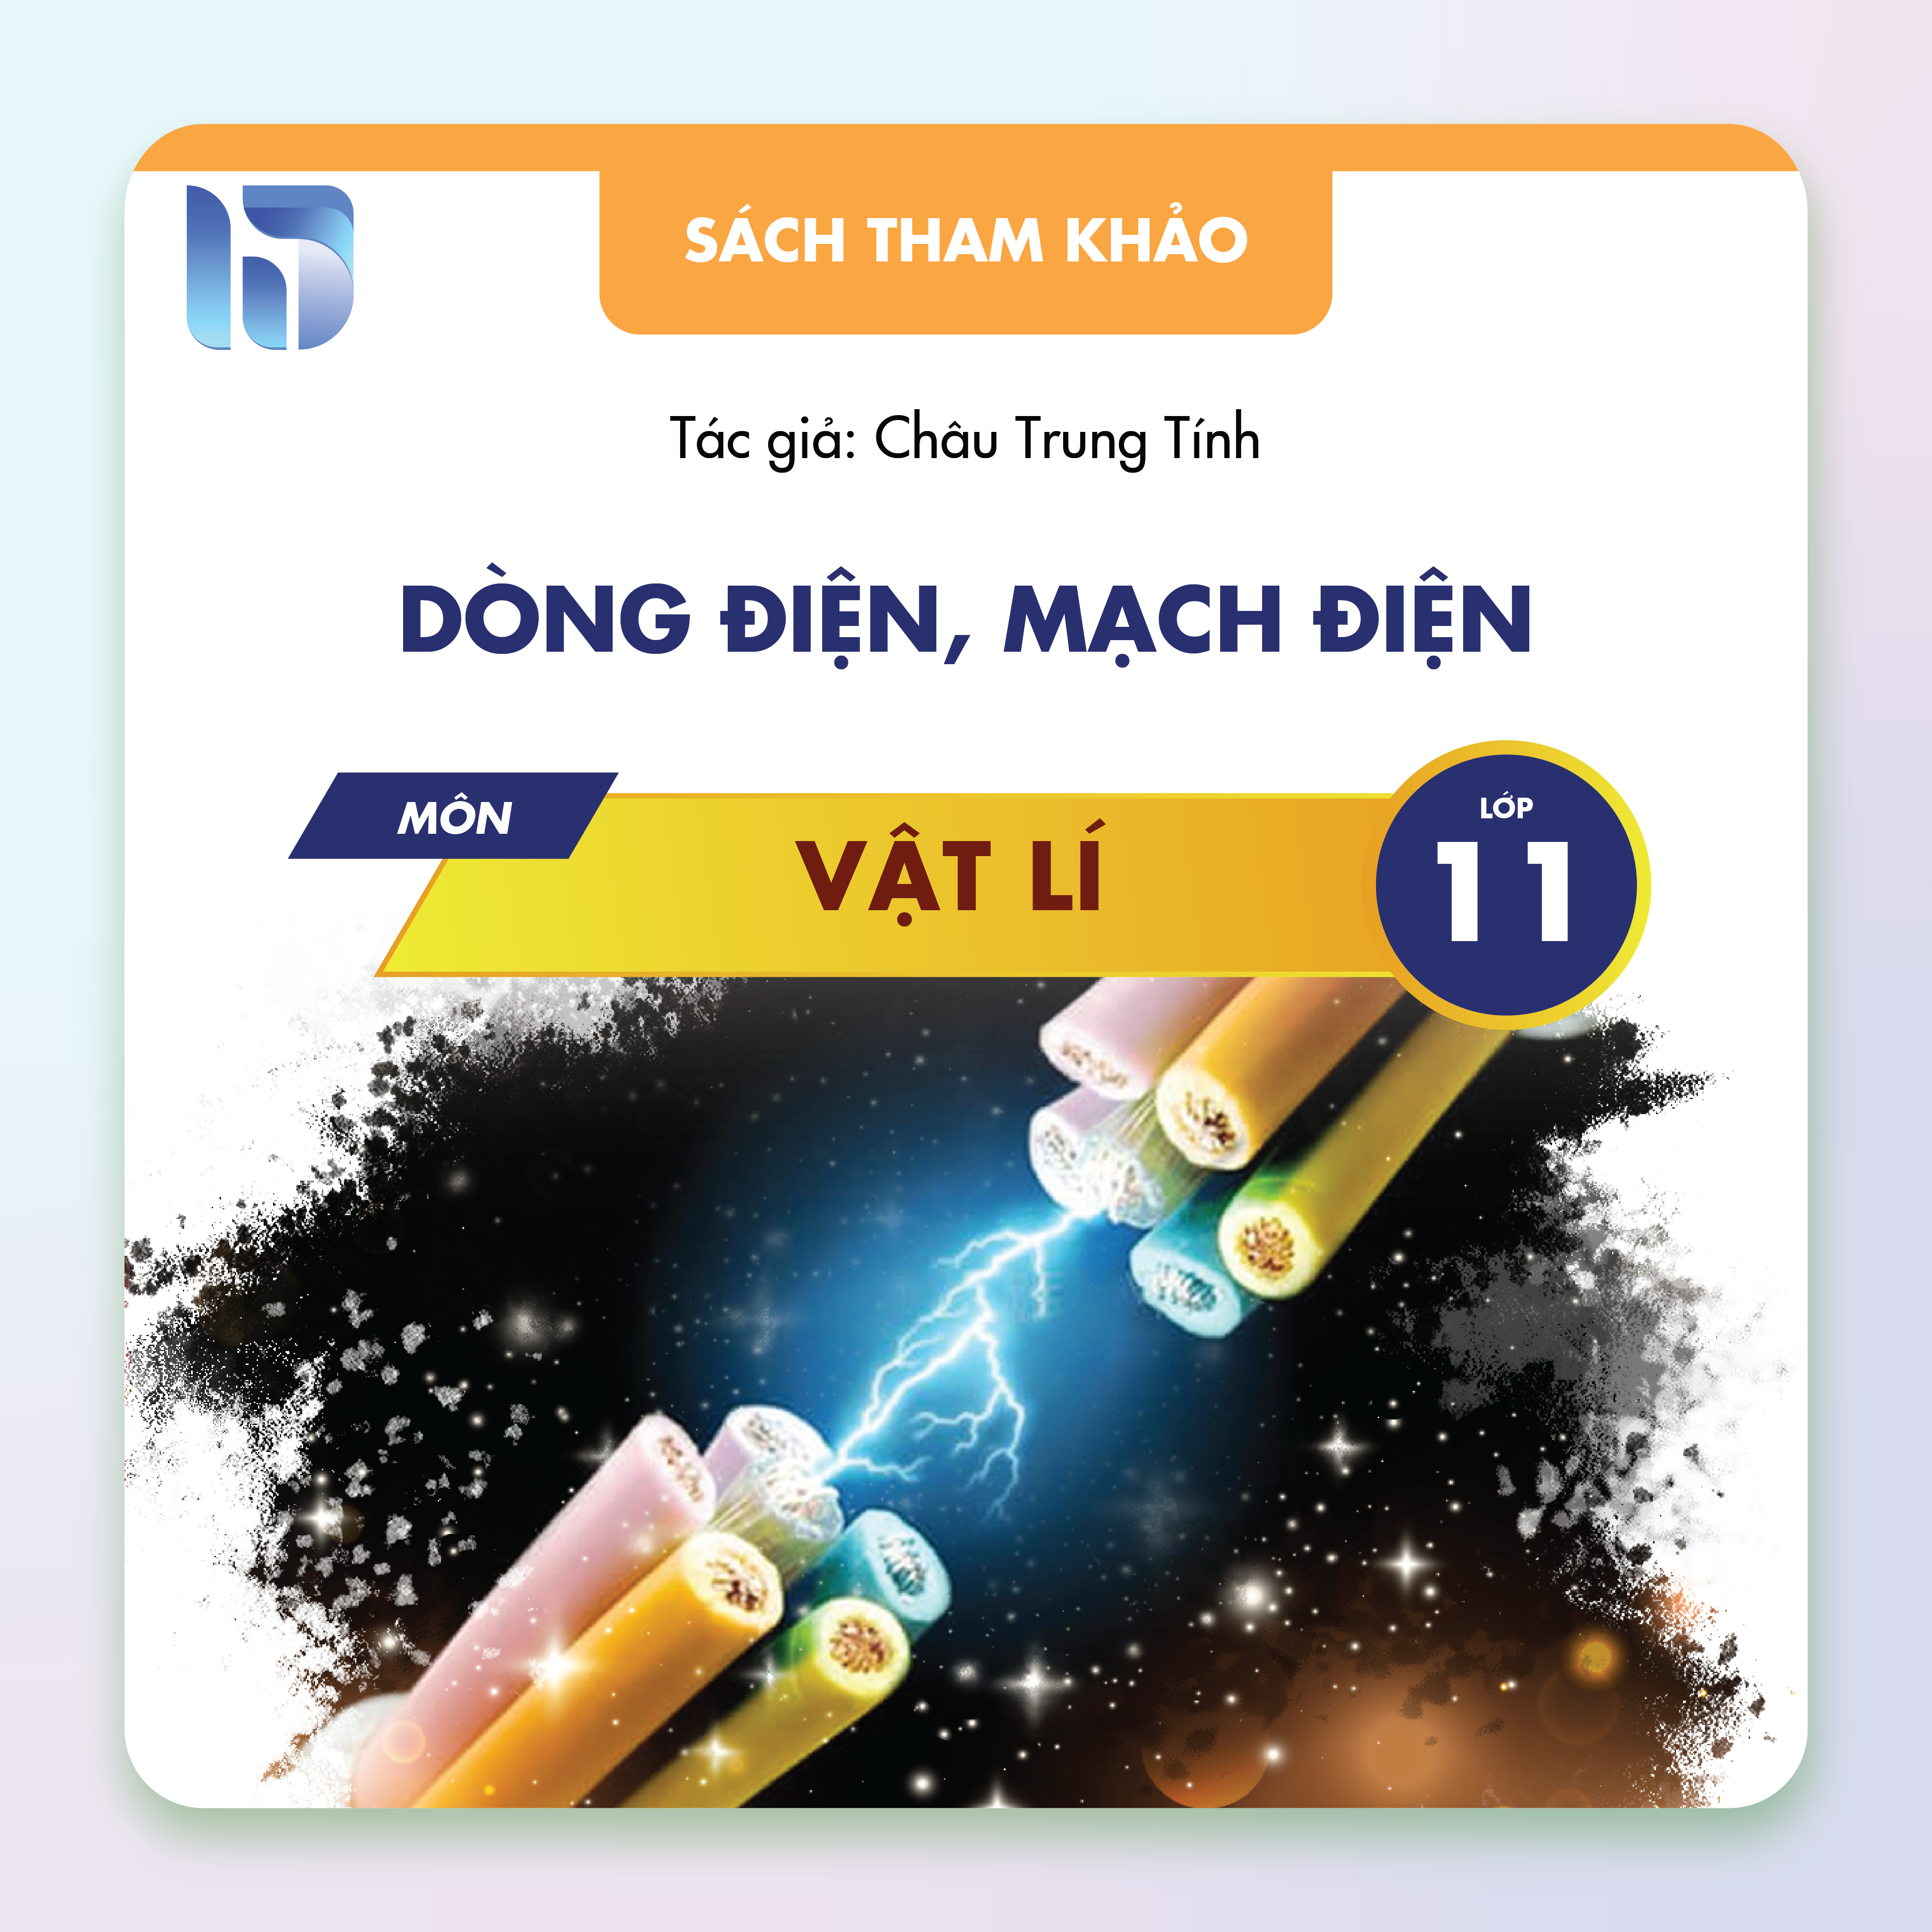 SÁCH THAM KHẢO
Tác giả: Châu Trung Tính
DÒNG ĐIỆN, MẠCH ĐIỆN
MÔN
VẬT LÍ
LỚP
11